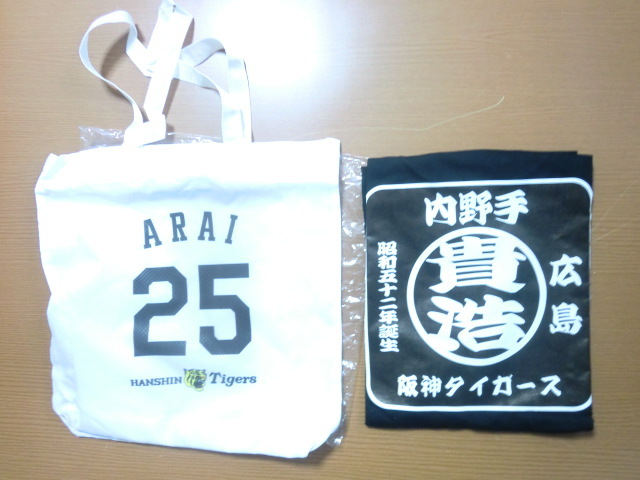 ARAI
25
HANSHIN Tigers
内野手
貴浩
広島
昭和五十二年誕生
阪神タイガース